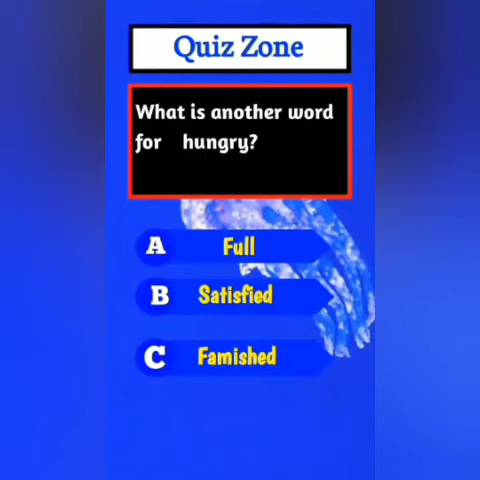 Quiz Zone
What is another word
for hungry?
A Full
B Satisfied
C Famished